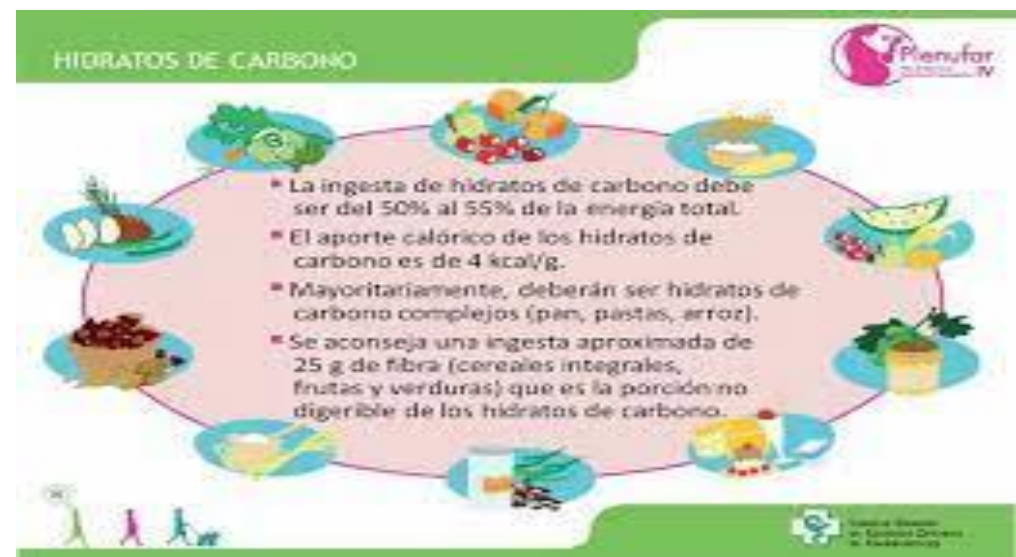 HIDRATOS DE CARBONO
Plenufar
IV
La ingesta de hidratos de carbono debe
ser del 50% al 55% de la energía total.
El aporte calórico de los hidratos de
carbono es de 4 kcal/g.
Mayoritariamente, deberán ser hidratos de
carbono complejos (pan, pastas, arroz).
Se aconseja una ingesta aproximada de
25 g de fibra (cereales integrales,
frutas y verduras) que es la porción no
digerible de los hidratos de carbono.